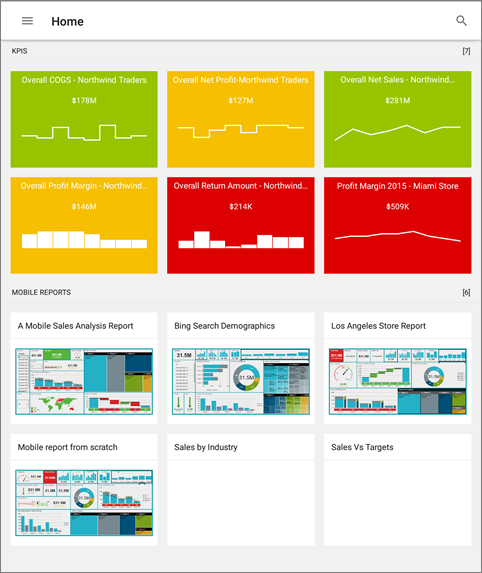 Home
KPIS [7]
Overall COGS - Northwind Traders
$178M
Overall Net Profit-Morthwind Traders
$127M
Overall Net Sales - Northwind...
$281M
Overall Profit Margin - Northwind...
$146M
Overall Return Amount - Northwind...
$214K
Profit Margin 2015 - Miami Store
$509K
MOBILE REPORTS [6]
A Mobile Sales Analysis Report
Bing Search Demographics
Los Angeles Store Report
31.5M
Mobile report from scratch
Sales by Industry
Sales Vs Targets